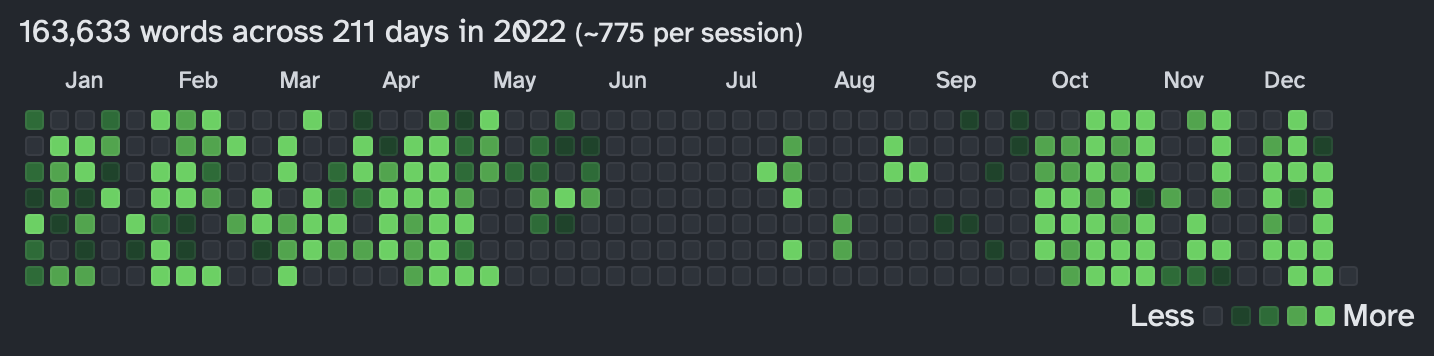 163,633 words across 211 days in 2022 (~775 per session)
Jan Feb Mar Apr May Jun Jul Aug Sep Oct Nov Dec
Less More